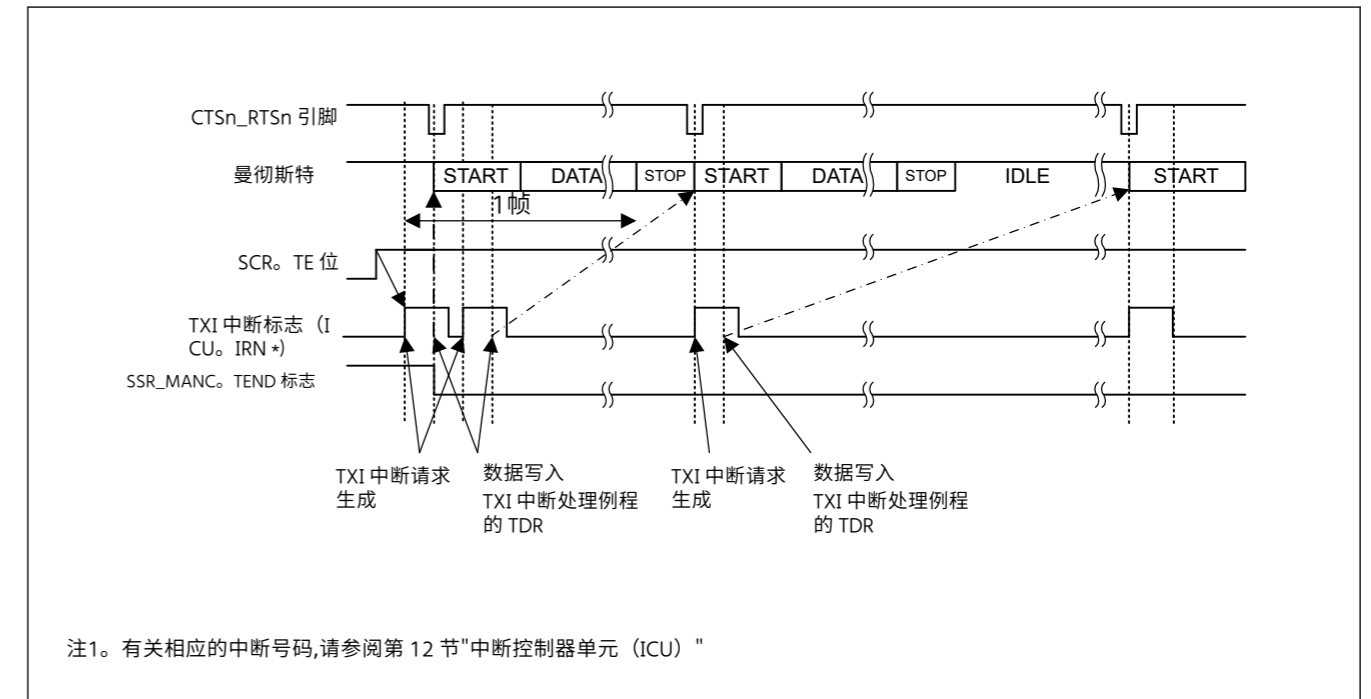 CTSn_RTSn 引脚
曼彻斯特
START
DATA
STOP
START
DATA
STOP
IDLE
START
1帧
SCR。TE 位
TXI 中断标志（I
CU。IRN *)
SSR_MANC。TEND 标志
TXI 中断请求
生成
数据写入
TXI 中断处理例程
的 TDR
TXI 中断请求
生成
数据写入
TXI 中断处理例程
的 TDR
注1。有关相应的中断号码,请参阅第 12 节"中断控制器单元（ICU）"